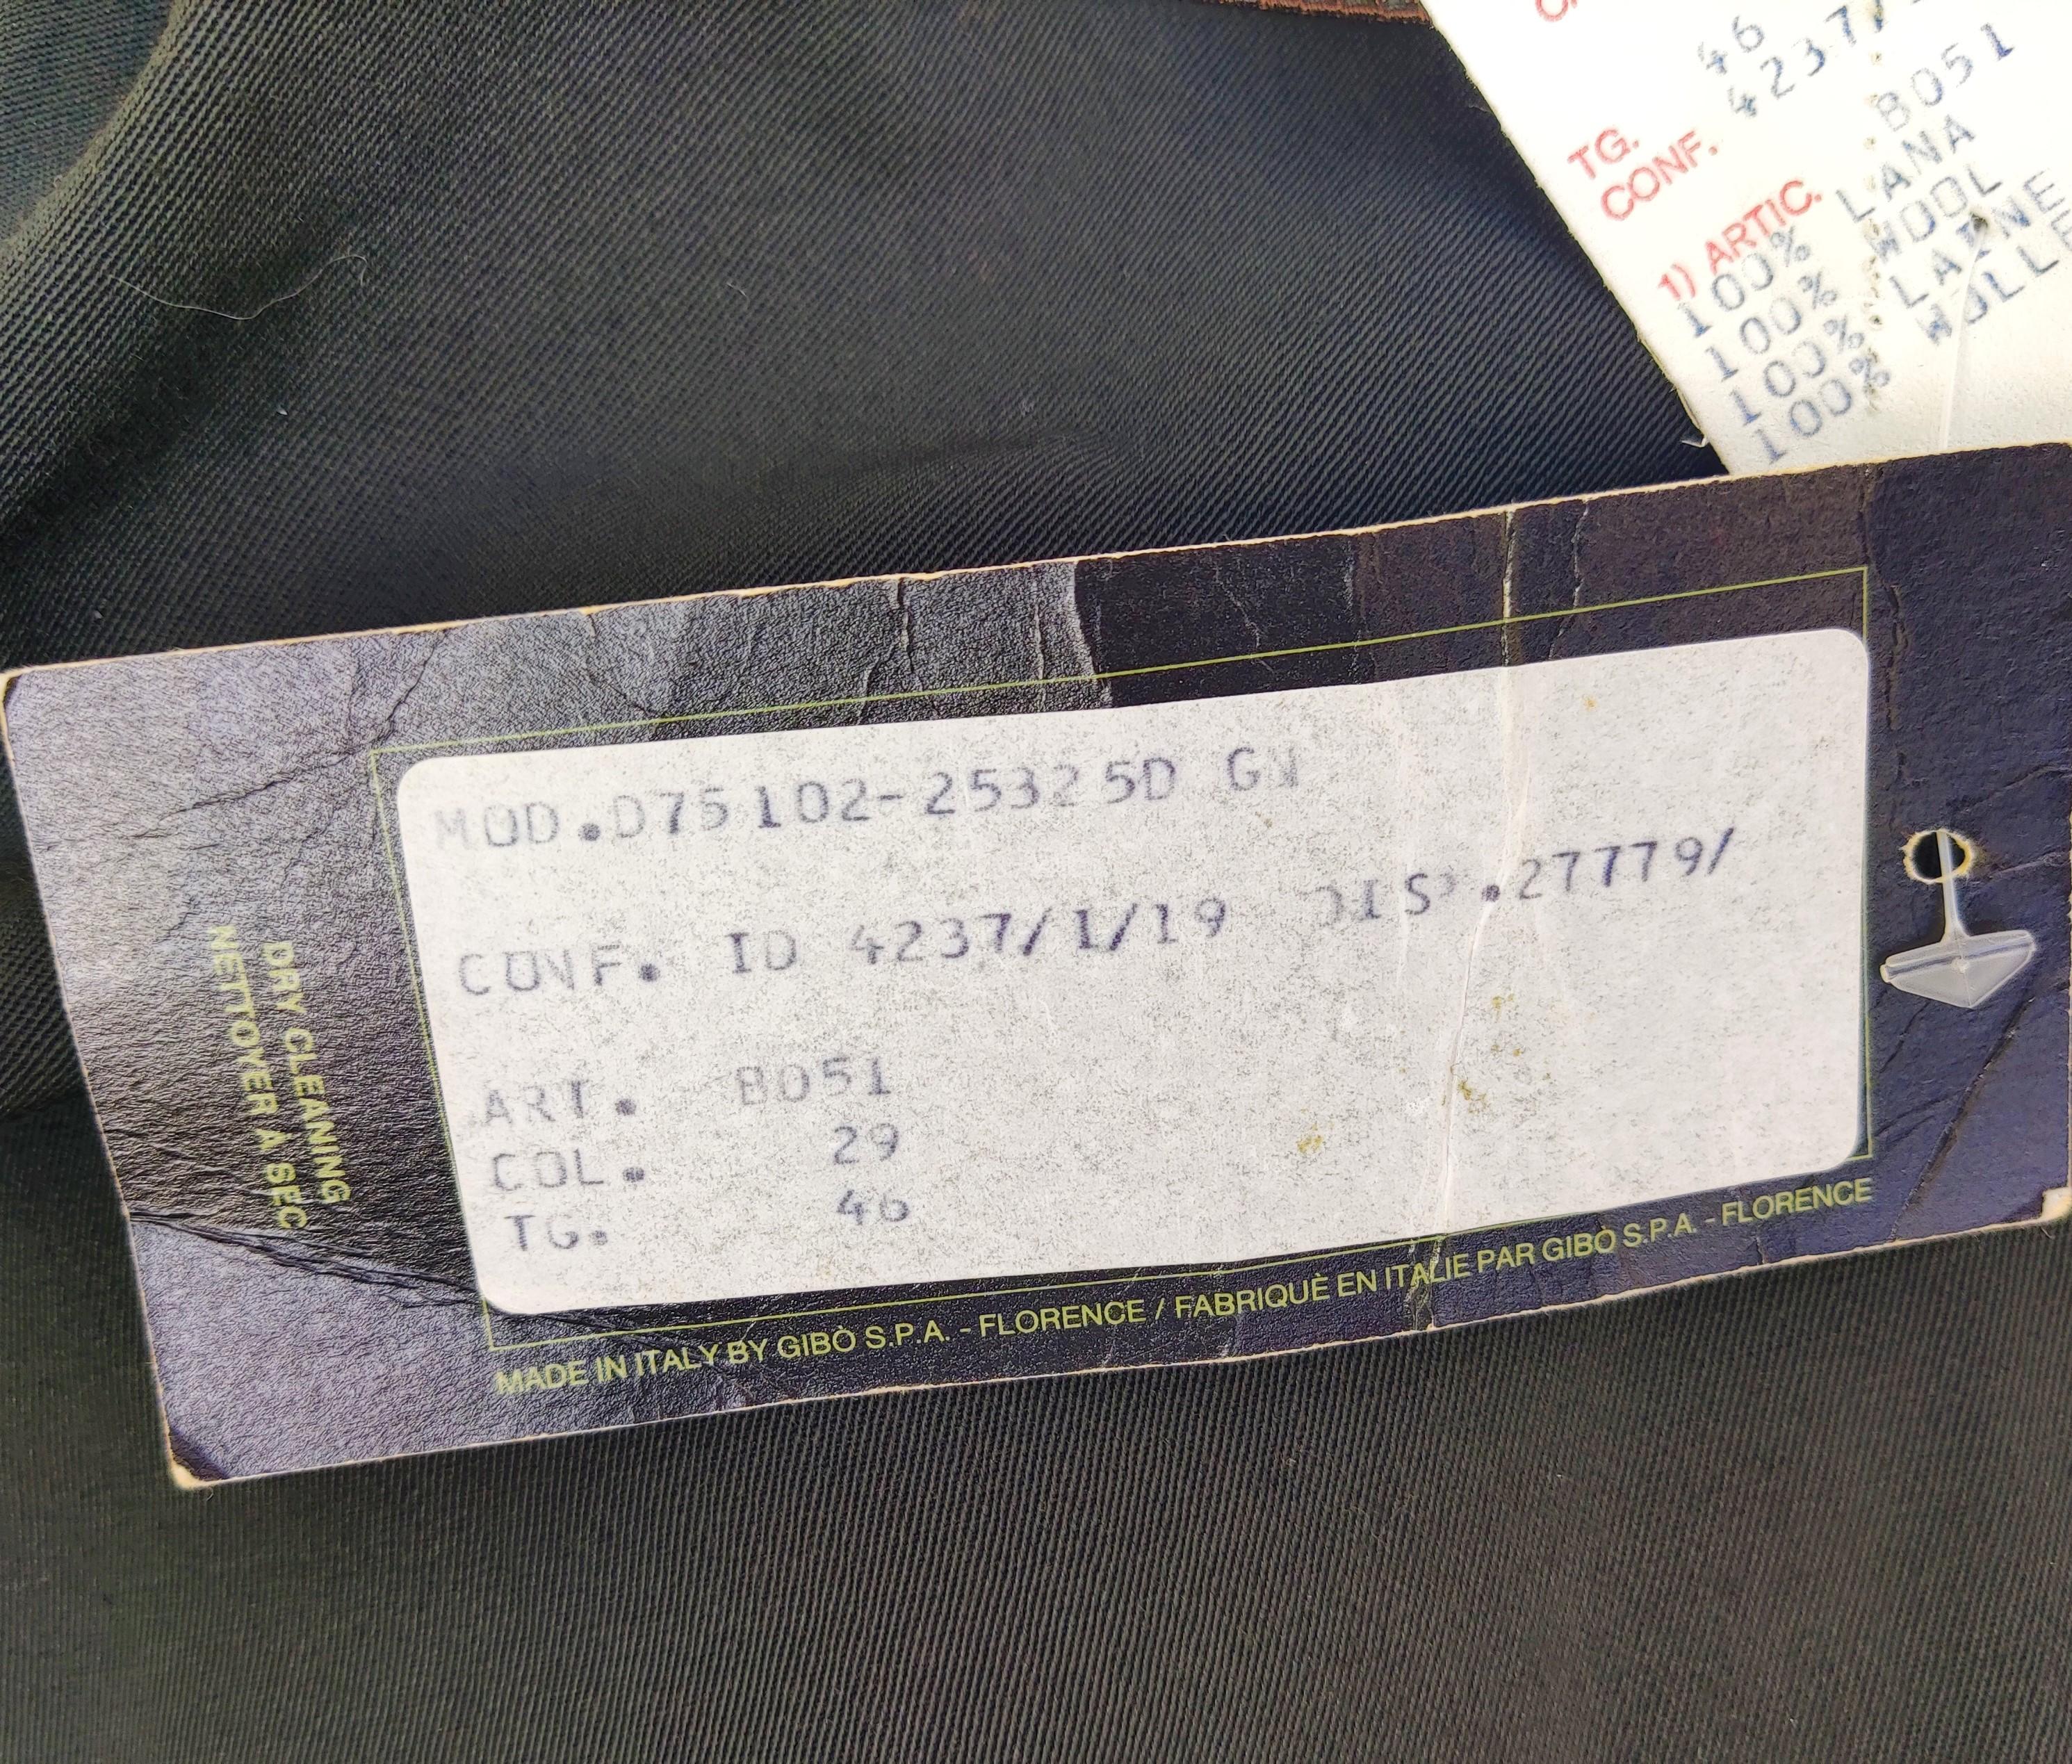 46
4237/
TG.
CONF.
B051
1) ARTIC.
100% LANA
100% WOOL
100% LAINE
100% WOLLE
MOD.D75102-25325D GN
CONF. ID 4237/1/19 DISP.27779/
ART. B051
COL. 29
TG. 46
DRY CLEANING
NETTOYER A SEC
MADE IN ITALY BY GIBÒ S.P.A. - FLORENCE / FABRIQUÈ EN ITALIE PAR GIBÒ S.P.A. - FLORENCE